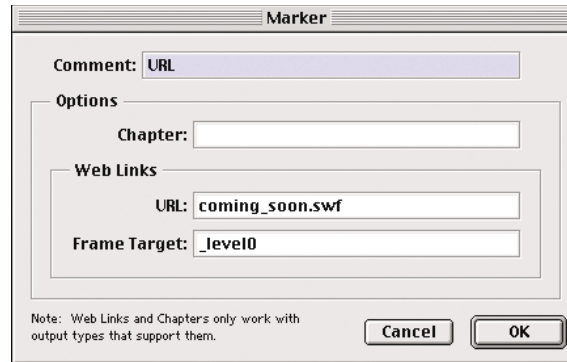 Marker
Comment: URL
Options
Chapter:
Web Links
URL: coming_soon.swf
Frame Target: _level0
Note: Web Links and Chapters only work with
output types that support them.
Cancel OK